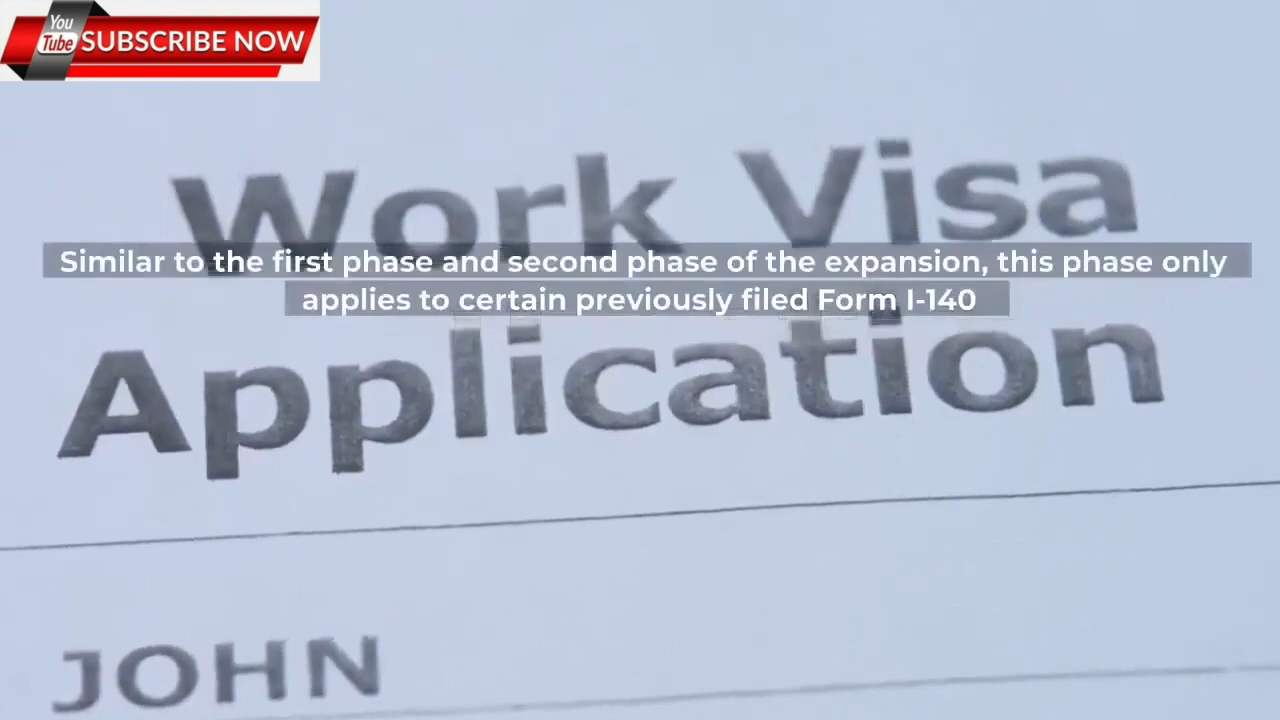 You
Tube SUBSCRIBE NOW
Work Visa
Similar to the first phase and second phase of the expansion, this phase only
applies to certain previously filed Form I-140
Application
JOHN